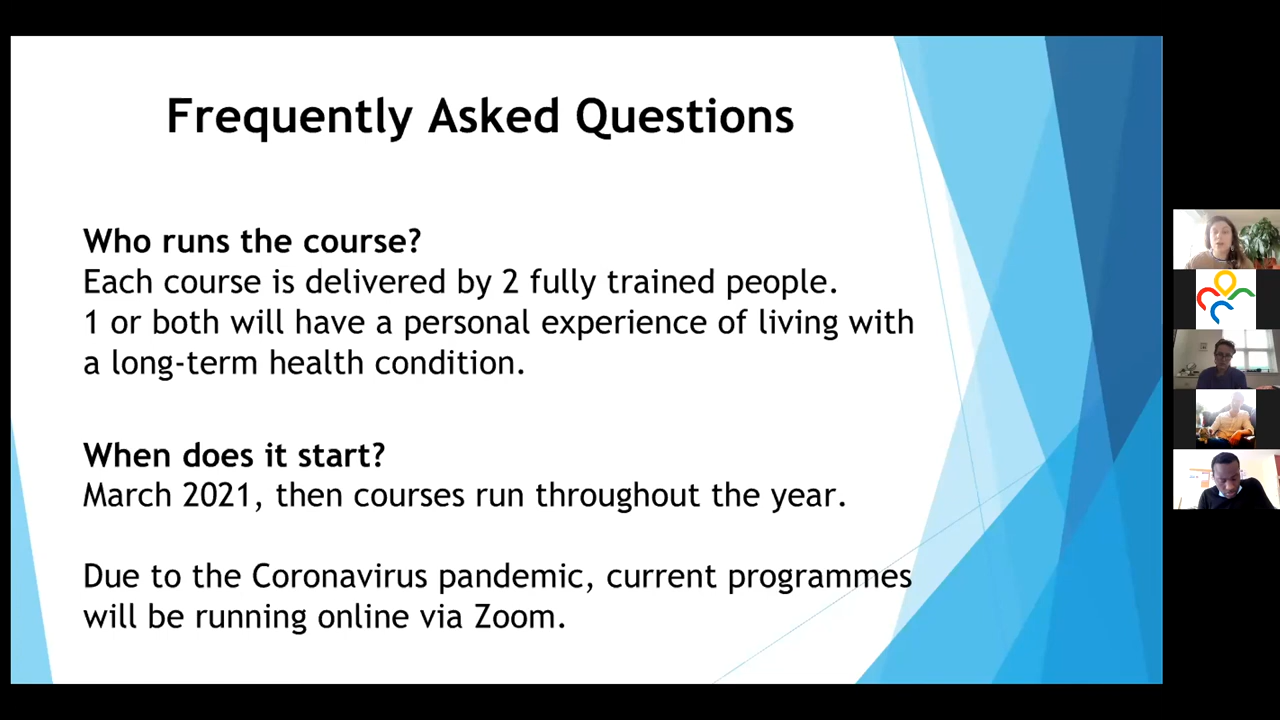 Frequently Asked Questions
Who runs the course?
Each course is delivered by 2 fully trained people.
1 or both will have a personal experience of living with
a long-term health condition.
When does it start?
March 2021, then courses run throughout the year.
Due to the Coronavirus pandemic, current programmes
will be running online via Zoom.